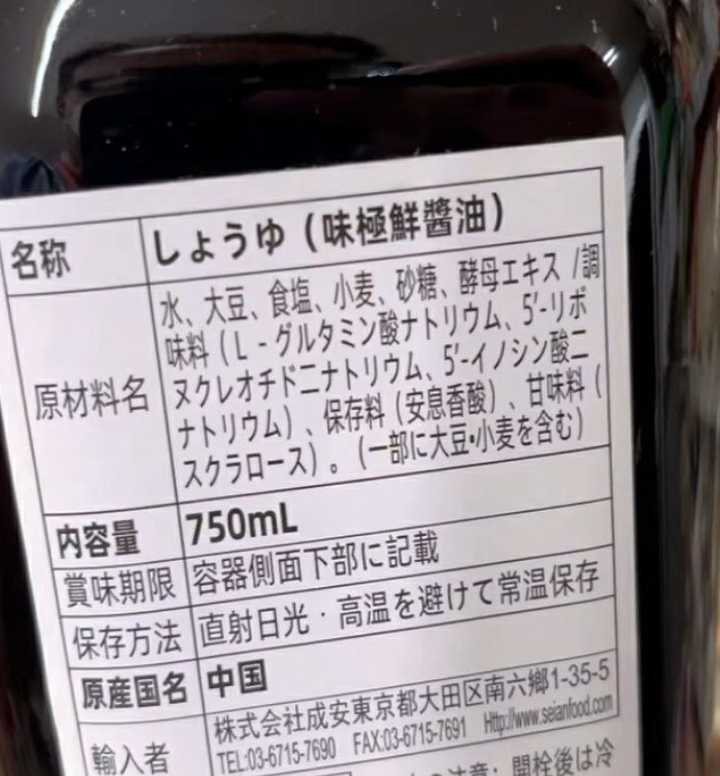 名称 しょうゆ（味極鮮醬油）
原材料名 水、大豆、食塩、小麦、砂糖、酵母エキス/調
味料（L-グルタミン酸ナトリウム、5'-リボ
ヌクレオチド二ナトリウム、5'-イノシン酸二
ナトリウム）、保存料（安息香酸）、甘味料（
スクラロース）。（一部に大豆・小麦を含む）
内容量 750mL
賞味期限 容器側面下部に記載
保存方法 直射日光・高温を避けて常温保存
原産国名 中国
輸入者 株式会社成安東京都大田区南六郷1-35-5
TEL:03-6715-7690 FAX:03-6715-7691 Http://www.seianfood.com
注意：開栓後は冷